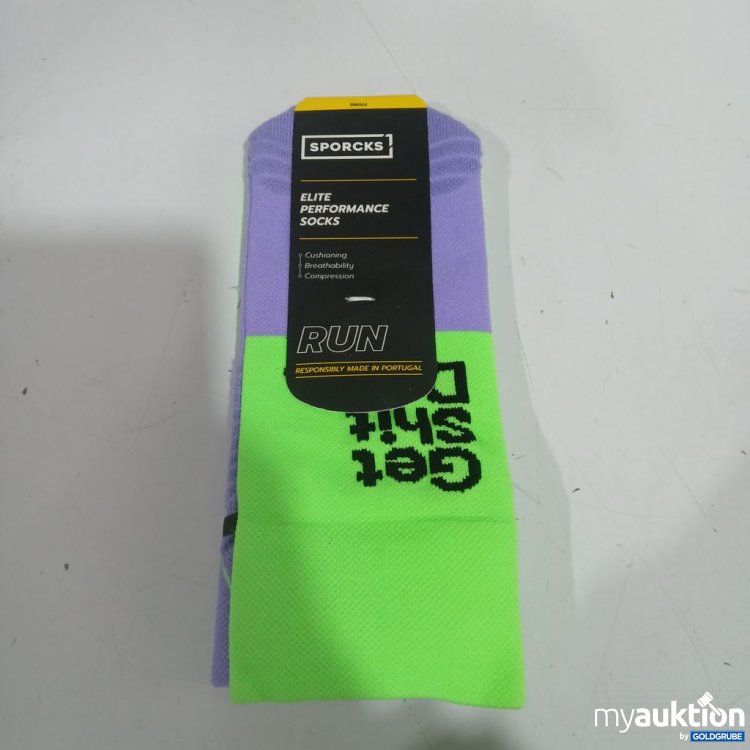 SMALL
SPORCKS
ELITE
PERFORMANCE
SOCKS
Cushioning
Breathability
Compression
RUN
RESPONSIBLY MADE IN PORTUGAL
Get
Shit
D
myauktion
by GOLDGRUBE